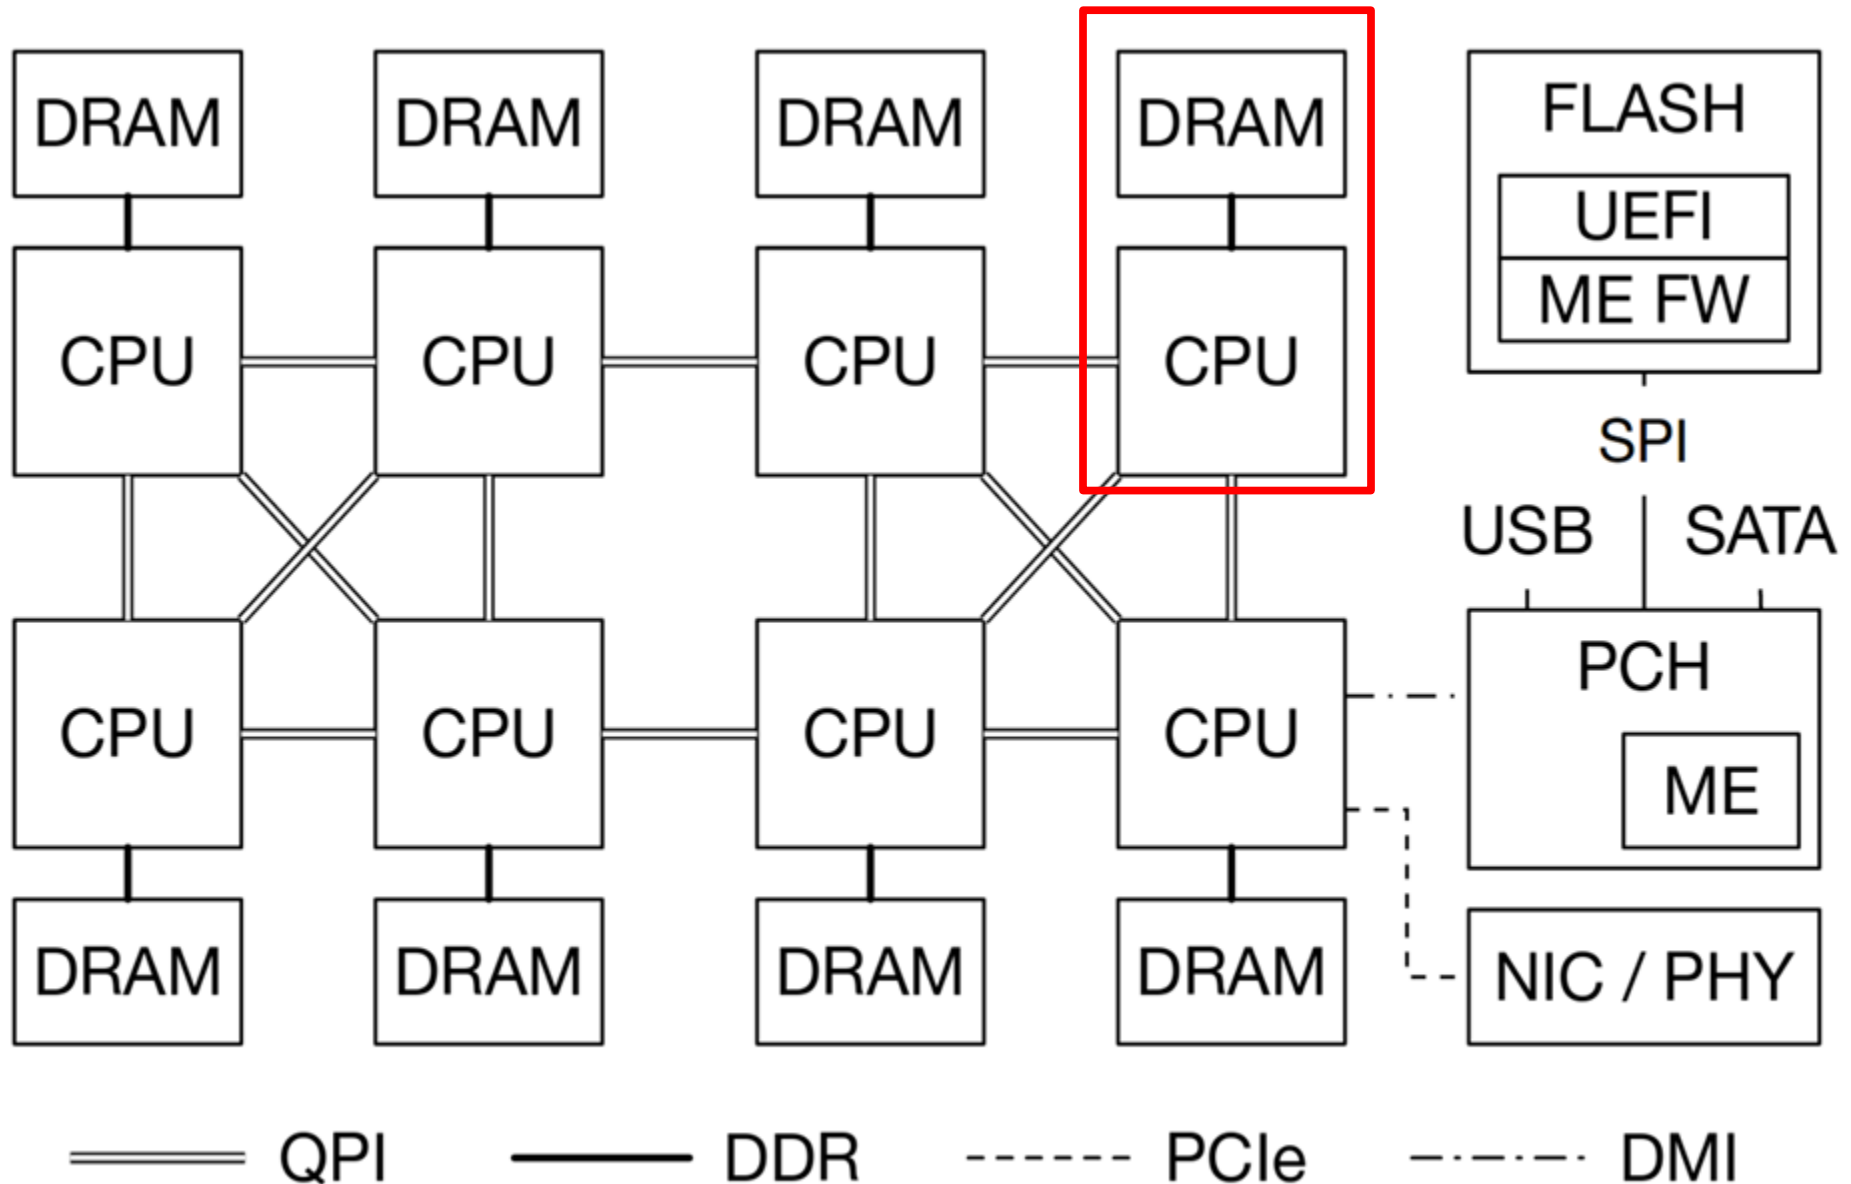 DRAM DRAM DRAM DRAM
FLASH
UEFI
ME FW
CPU CPU CPU CPU
SPI
USB SATA
PCH
CPU CPU CPU CPU
ME
DRAM DRAM DRAM DRAM
NIC / PHY
QPI DDR PCIe DMI